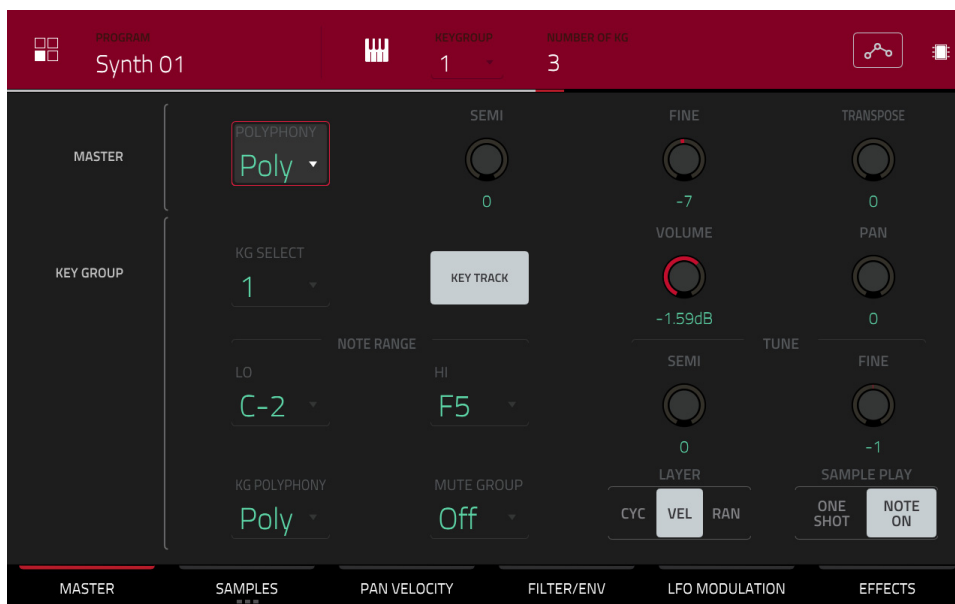 PROGRAM KEYGROUP NUMBER OF KG
Synth 01 1 3
MASTER
POLYPHONY SEMI FINE TRANSPOSE
Poly
0 -7 0
KEY GROUP
KG SELECT KEY TRACK VOLUME PAN
1
-1.59dB 0
NOTE RANGE TUNE
LO HI SEMI FINE
C-2 F5
0 -1
KG POLYPHONY MUTE GROUP LAYER SAMPLE PLAY
Poly Off CYC VEL RAN ONE SHOT NOTE ON
MASTER SAMPLES PAN VELOCITY FILTER/ENV LFO MODULATION EFFECTS